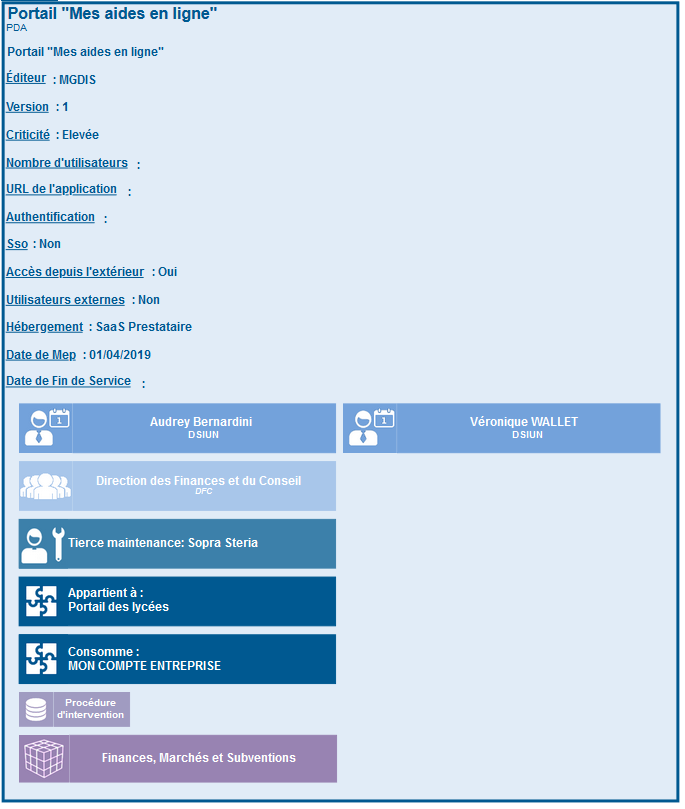 Portail "Mes aides en ligne"
PDA
Portail "Mes aides en ligne"
Éditeur : MGDIS
Version : 1
Criticité : Elevée
Nombre d'utilisateurs :
URL de l'application :
Authentification :
Sso : Non
Accès depuis l'extérieur : Oui
Utilisateurs externes : Non
Hébergement : SaaS Prestataire
Date de Mep : 01/04/2019
Date de Fin de Service :
1
Audrey Bernardini
DSIUN
1
Véronique WALLET
DSIUN
Direction des Finances et du Conseil
DFC
Tierce maintenance: Sopra Steria
Appartient à :
Portail des lycées
Consomme :
MON COMPTE ENTREPRISE
Procédure
d'intervention
Finances, Marchés et Subventions